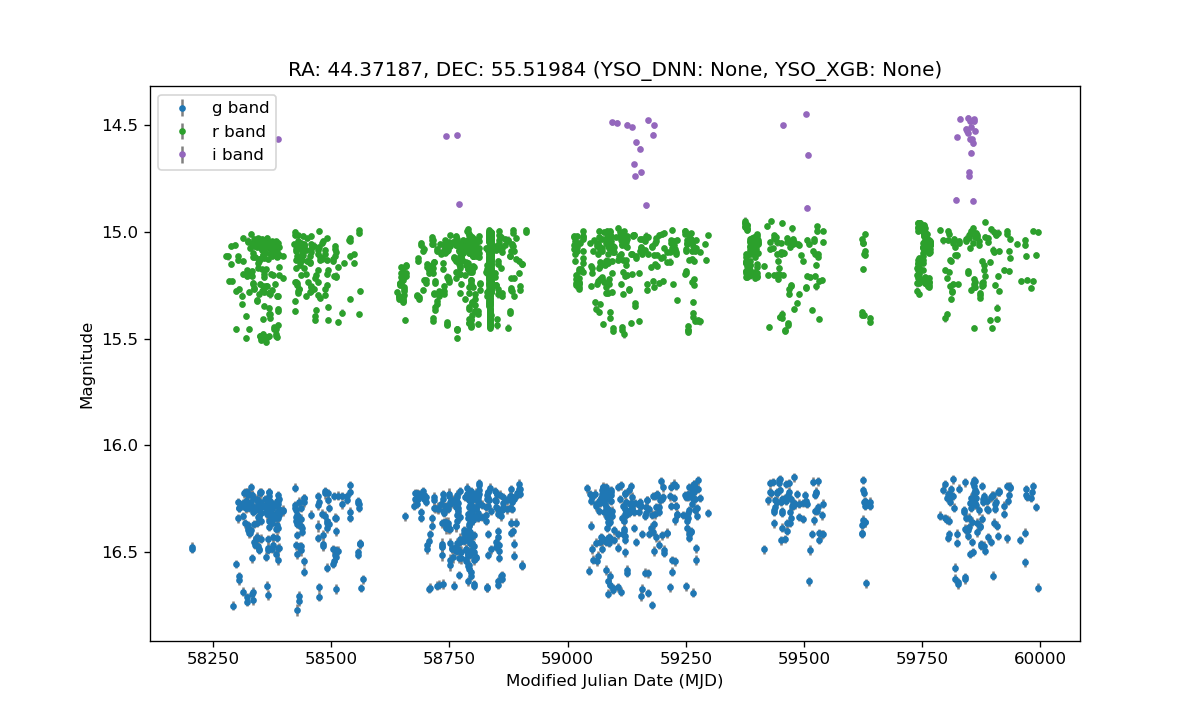 RA: 44.37187, DEC: 55.51984 (YSO_DNN: None, YSO_XGB: None)
g band
r band
i band
14.5
15.0
15.5
16.0
16.5
Magnitude
58250 58500 58750 59000 59250 59500 59750 60000
Modified Julian Date (MJD)